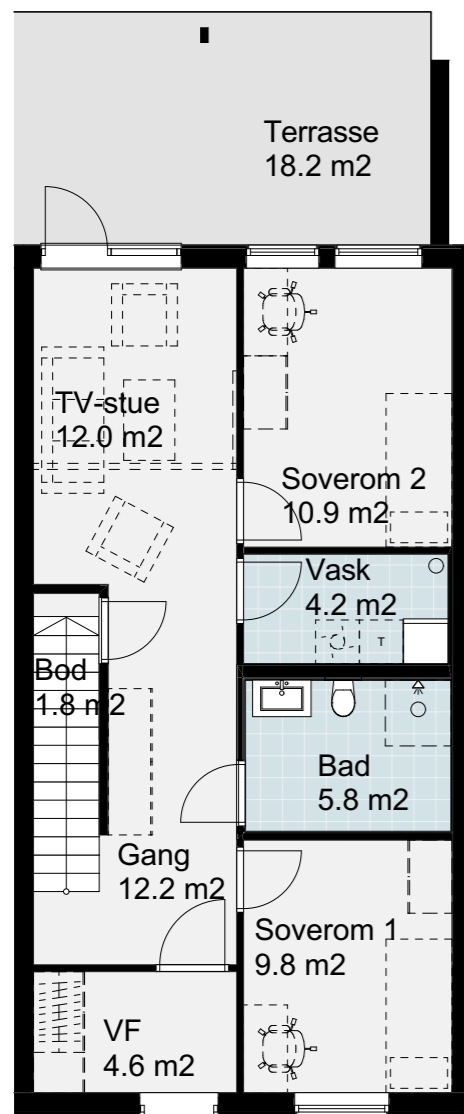 Terrasse
18.2 m2
TV-stue
12.0 m2
Soverom 2
10.9 m2
Vask
4.2 m2
T
Bod
1.8 m2
Bad
5.8 m2
Gang
12.2 m2
Soverom 1
9.8 m2
VF
4.6 m2